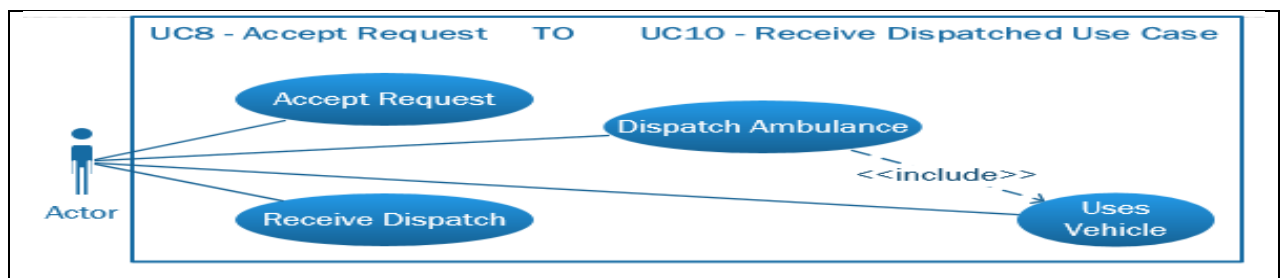 UC8 - Accept Request TO UC10 - Receive Dispatched Use Case
Accept Request
Dispatch Ambulance
<<include>>
Actor
Receive Dispatch
Uses
Vehicle